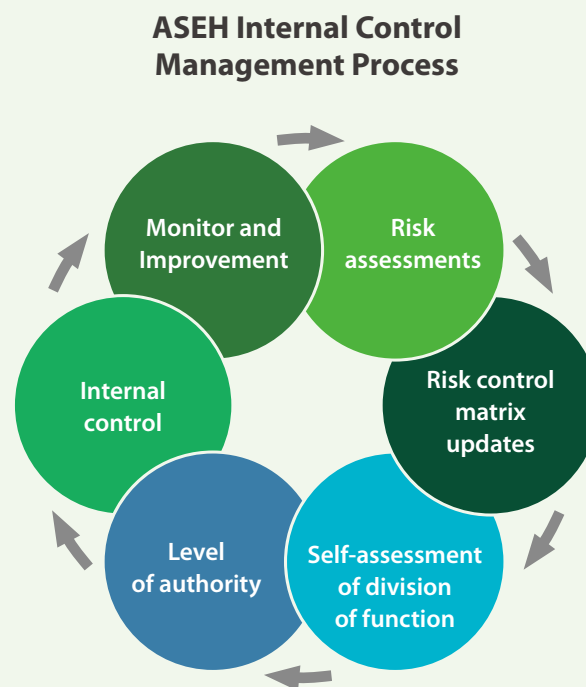 ASEH Internal Control
Management Process
Monitor and
Improvement
Risk
assessments
Risk control
matrix
updates
Self-assessment
of division
of function
Level
of authority
Internal
control